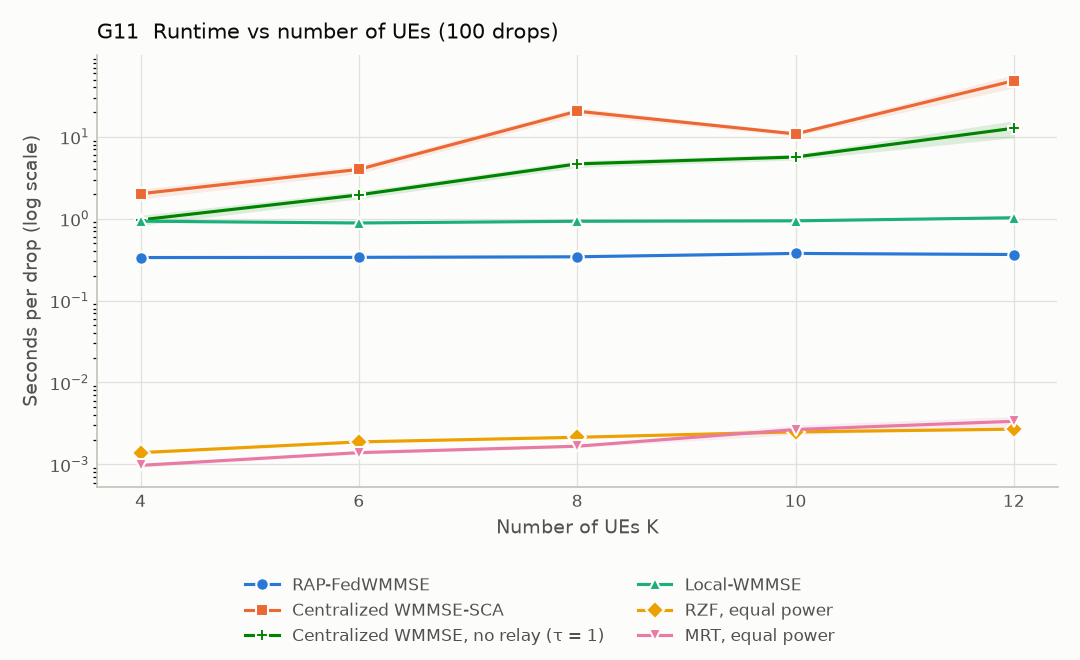 G11  Runtime vs number of UEs (100 drops)
Seconds per drop (log scale)
10¹
10⁰
10⁻¹
10⁻²
10⁻³
4 6 8 10 12
Number of UEs K
RAP-FedWMMSE
Centralized WMMSE-SCA
Centralized WMMSE, no relay (τ = 1)
Local-WMMSE
RZF, equal power
MRT, equal power